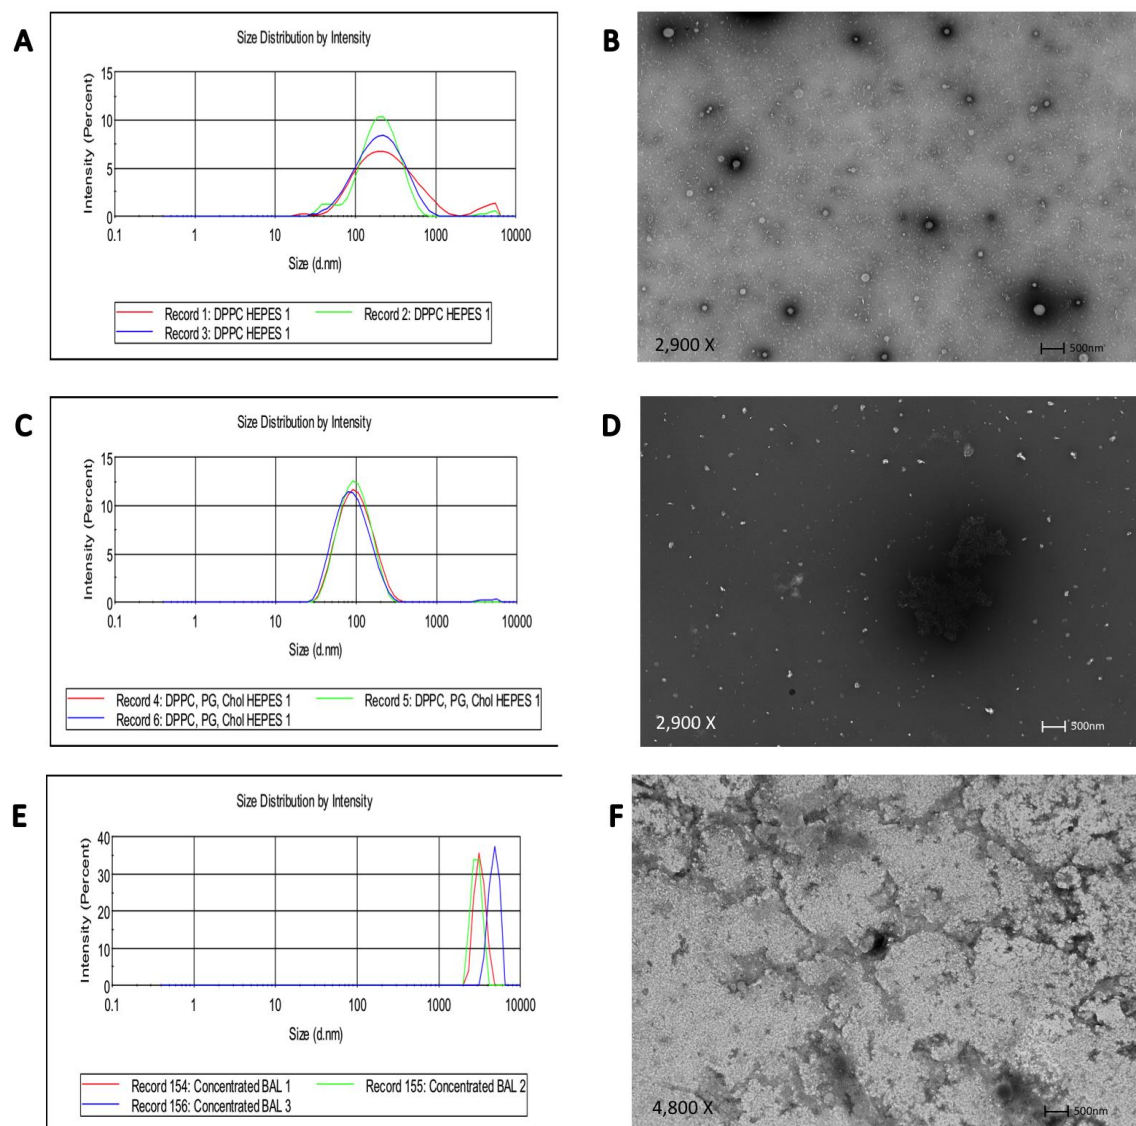 A
Size Distribution by Intensity
Intensity (Percent)
15
10
5
0
0.1 1 10 100 1000 10000
Size (d.nm)
Record 1: DPPC HEPES 1 Record 2: DPPC HEPES 1
Record 3: DPPC HEPES 1
B
2,900 X 500nm
C
Size Distribution by Intensity
Intensity (Percent)
15
10
5
0
0.1 1 10 100 1000 10000
Size (d.nm)
Record 4: DPPC, PG, Chol HEPES 1 Record 5: DPPC, PG, Chol HEPES 1
Record 6: DPPC, PG, Chol HEPES 1
D
2,900 X 500nm
E
Size Distribution by Intensity
Intensity (Percent)
40
30
20
10
0
0.1 1 10 100 1000 10000
Size (d.nm)
Record 154: Concentrated BAL 1 Record 155: Concentrated BAL 2
Record 156: Concentrated BAL 3
F
4,800 X 500nm